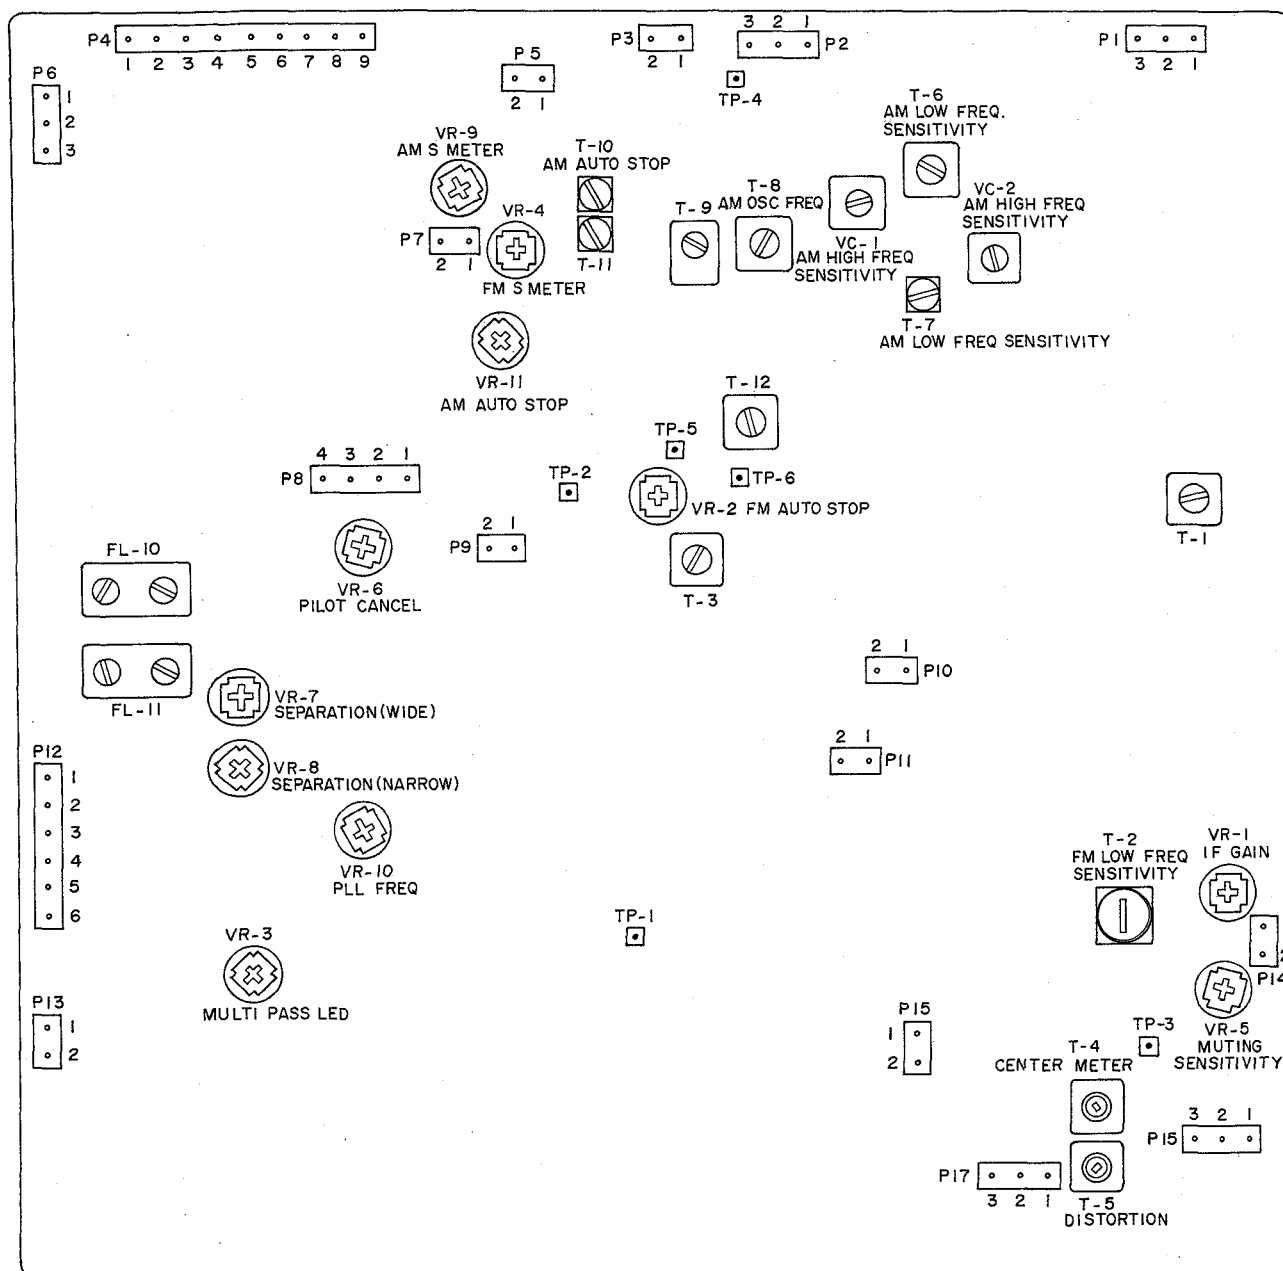 P4
1 2 3 4 5 6 7 8 9
P6
1
2
3
P5
2 1
P3
2 1
3 2 1
P2
TP-4
P1
3 2 1
VR-9
AM S METER
T-10
AM AUTO STOP
T-11
VR-4
FM S METER
P7
2 1
VR-11
AM AUTO STOP
T-9
T-8
AM OSC FREQ
VC-1
AM HIGH FREQ
SENSITIVITY
T-6
AM LOW FREQ.
SENSITIVITY
VC-2
AM HIGH FREQ
SENSITIVITY
T-7
AM LOW FREQ SENSITIVITY
T-12
TP-5
TP-6
VR-2 FM AUTO STOP
TP-2
T-3
T-1
4 3 2 1
P8
VR-6
PILOT CANCEL
2 1
P9
FL-10
FL-11
VR-7
SEPARATION (WIDE)
VR-8
SEPARATION (NARROW)
VR-10
PLL FREQ
2 1
P10
2 1
P11
P12
1
2
3
4
5
6
VR-3
MULTI PASS LED
TP-1
P13
1
2
T-2
FM LOW FREQ
SENSITIVITY
VR-1
IF GAIN
2
P14
VR-5
MUTING
SENSITIVITY
TP-3
P15
1
2
T-4
CENTER METER
3 2 1
P15
P17
3 2 1
T-5
DISTORTION